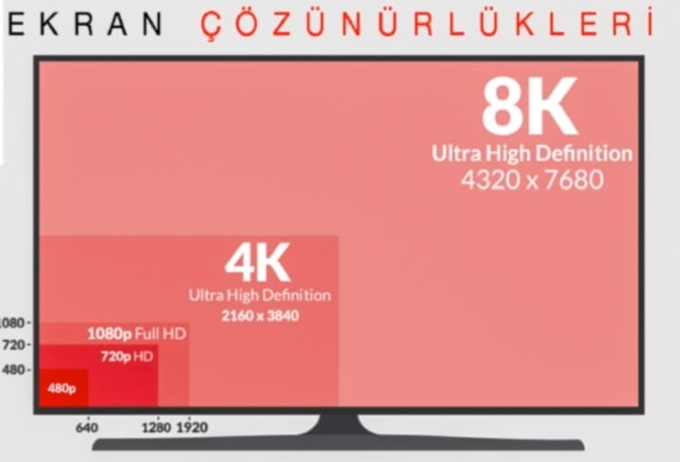 EKRAN ÇÖZÜNÜRLÜKLERİ
8K
Ultra High Definition
4320 x 7680
4K
Ultra High Definition
2160 x 3840
1080-
1080p Full HD
720-
720p HD
480-
480p
640 1280 1920